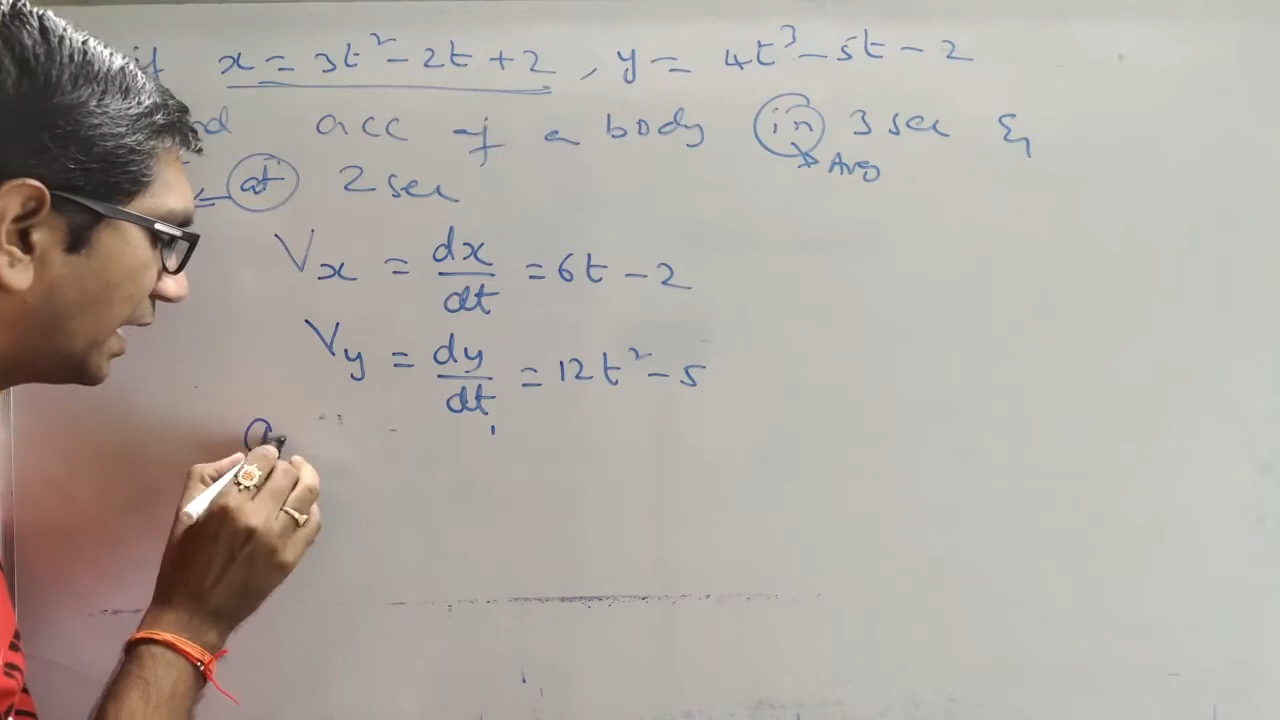 if x = 3t² - 2t + 2 , y = 4t³ - 5t - 2
acc of a body in 3 sec &
Avg
at 2 sec
Vx = dx/dt = 6t - 2
Vy = dy/dt = 12t² - 5
a